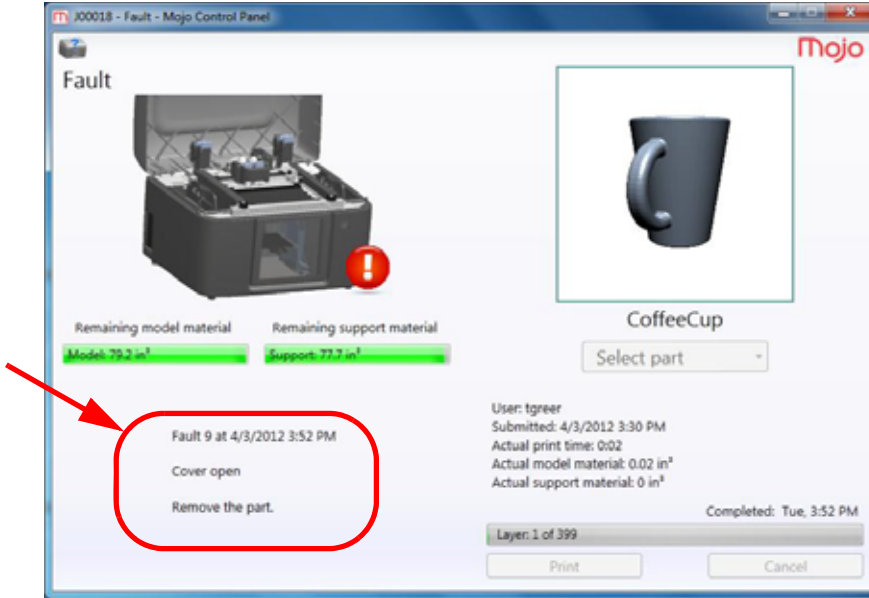 J00018 - Fault - Mojo Control Panel
mojo
Fault
CoffeeCup
Remaining model material
Remaining support material
Model: 79.2 in³
Support: 77.7 in³
Select part
Fault 9 at 4/3/2012 3:52 PM
Cover open
Remove the part.
User: tgreer
Submitted: 4/3/2012 3:30 PM
Actual print time: 0:02
Actual model material: 0.02 in³
Actual support material: 0 in³
Completed: Tue, 3:52 PM
Layer: 1 of 399
Print
Cancel